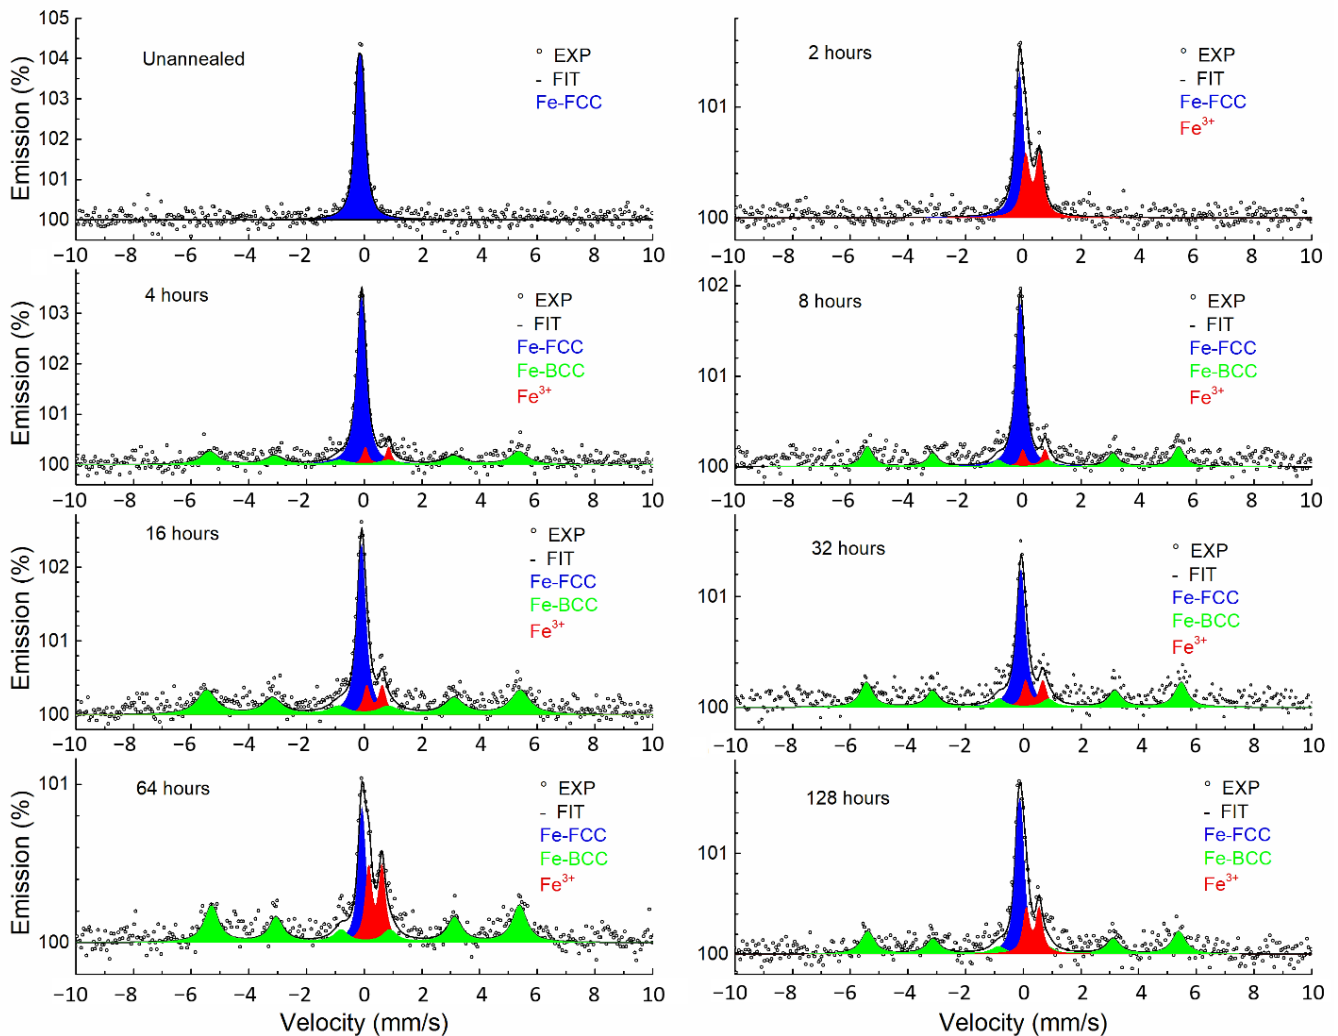 Unannealed
EXP
- FIT
Fe-FCC
Emission (%)
105
104
103
102
101
100
−10 −8 −6 −4 −2 0 2 4 6 8 10
2 hours
EXP
- FIT
Fe-FCC
Fe3+
101
100
−10 −8 −6 −4 −2 0 2 4 6 8 10
4 hours
EXP
- FIT
Fe-FCC
Fe-BCC
Fe3+
Emission (%)
103
102
101
100
−10 −8 −6 −4 −2 0 2 4 6 8 10
8 hours
EXP
- FIT
Fe-FCC
Fe-BCC
Fe3+
102
101
100
−10 −8 −6 −4 −2 0 2 4 6 8 10
16 hours
EXP
- FIT
Fe-FCC
Fe-BCC
Fe3+
Emission (%)
102
101
100
−10 −8 −6 −4 −2 0 2 4 6 8 10
32 hours
EXP
- FIT
Fe-FCC
Fe-BCC
Fe3+
101
100
−10 −8 −6 −4 −2 0 2 4 6 8 10
64 hours
EXP
- FIT
Fe-FCC
Fe-BCC
Fe3+
Emission (%)
101
100
−10 −8 −6 −4 −2 0 2 4 6 8 10
Velocity (mm/s)
128 hours
EXP
- FIT
Fe-FCC
Fe-BCC
Fe3+
101
100
−10 −8 −6 −4 −2 0 2 4 6 8 10
Velocity (mm/s)